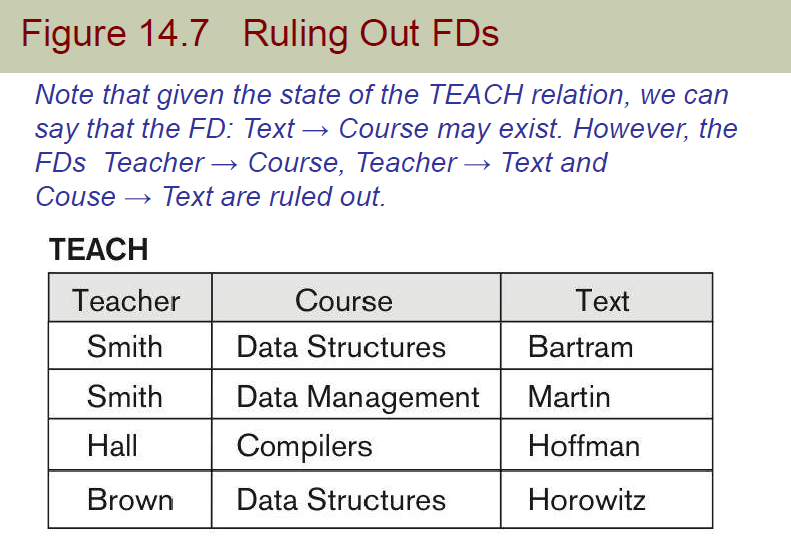 Figure 14.7 Ruling Out FDs
Note that given the state of the TEACH relation, we can
say that the FD: Text → Course may exist. However, the
FDs Teacher → Course, Teacher → Text and
Couse → Text are ruled out.
TEACH
Teacher Course Text
Smith Data Structures Bartram
Smith Data Management Martin
Hall Compilers Hoffman
Brown Data Structures Horowitz